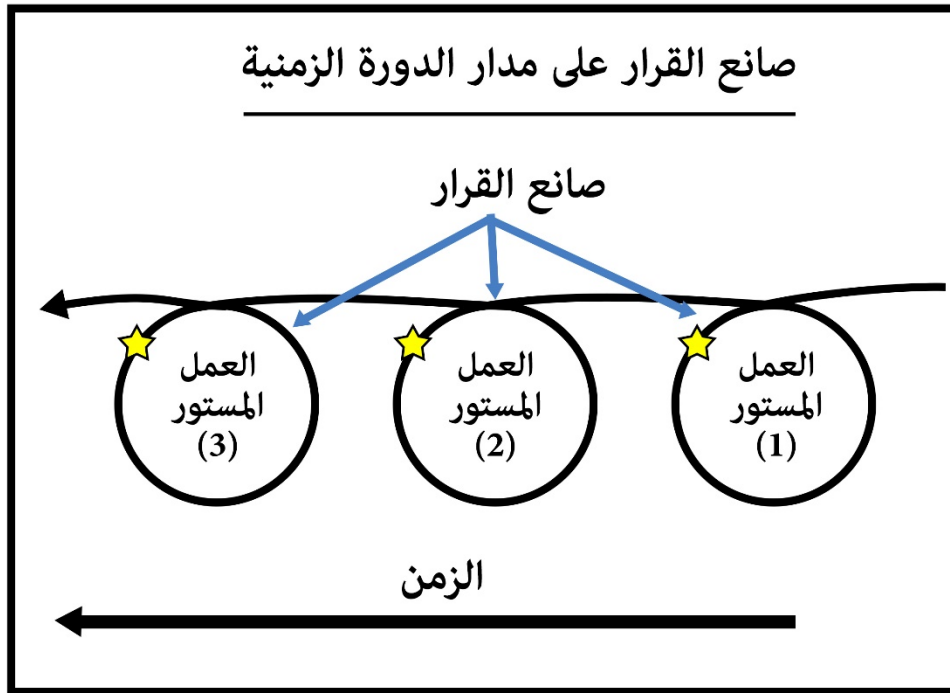 صانع القرار على مدار الدورة الزمنية
صانع القرار
العمل
المستور
(1)
العمل
المستور
(2)
العمل
المستور
(3)
الزمن